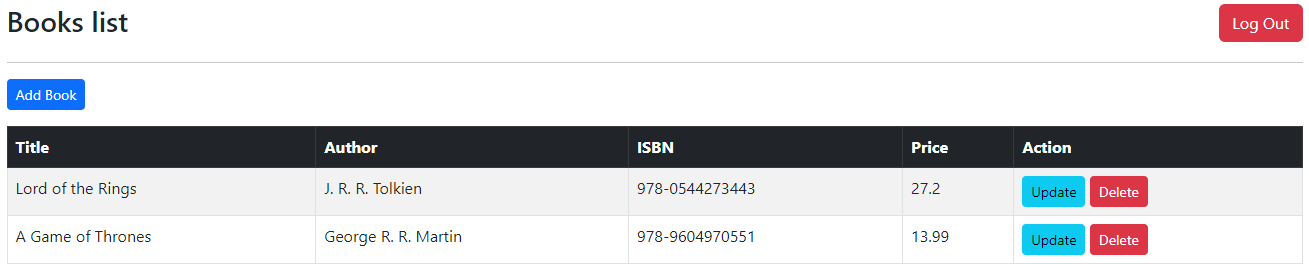 Books list
Log Out
Add Book
Title Author ISBN Price Action
Lord of the Rings J. R. R. Tolkien 978-0544273443 27.2 Update Delete
A Game of Thrones George R. R. Martin 978-9604970551 13.99 Update Delete